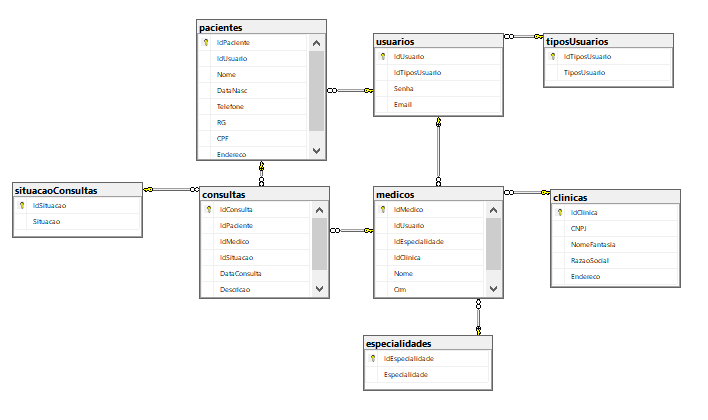 pacientes
IdPaciente
IdUsuario
Nome
DataNasc
Telefone
RG
CPF
Endereco
usuarios
IdUsuario
IdTiposUsuario
Senha
Email
tiposUsuarios
IdTiposUsuario
TiposUsuario
situacaoConsultas
IdSituacao
Situacao
consultas
IdConsulta
IdPaciente
IdMedico
IdSituacao
DataConsulta
Descricao
medicos
IdMedico
IdUsuario
IdEspecialidade
IdClinica
Nome
Crm
clinicas
IdClinica
CNPJ
NomeFantasia
RazaoSocial
Endereco
especialidades
IdEspecialidade
Especialidade